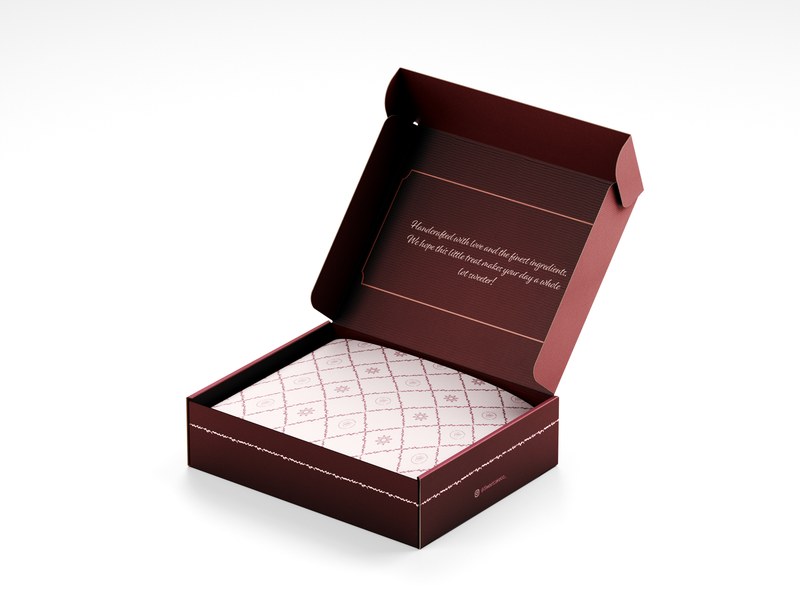 Handcrafted with love and the finest ingredients.
We hope this little treat makes your day a whole
lot sweeter!